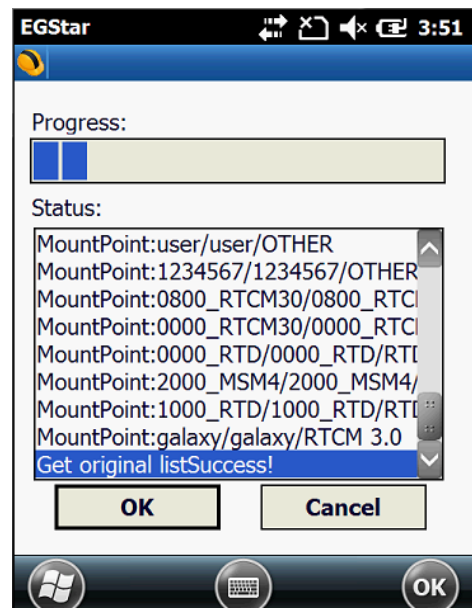 EGStar 3:51
Progress:
Status:
MountPoint:user/user/OTHER
MountPoint:1234567/1234567/OTHER
MountPoint:0800_RTCM30/0800_RTC
MountPoint:0000_RTCM30/0000_RTC
MountPoint:0000_RTD/0000_RTD/RT
MountPoint:2000_MSM4/2000_MSM4/
MountPoint:1000_RTD/1000_RTD/RT
MountPoint:galaxy/galaxy/RTCM 3.0
Get original listSuccess!
OK Cancel
OK